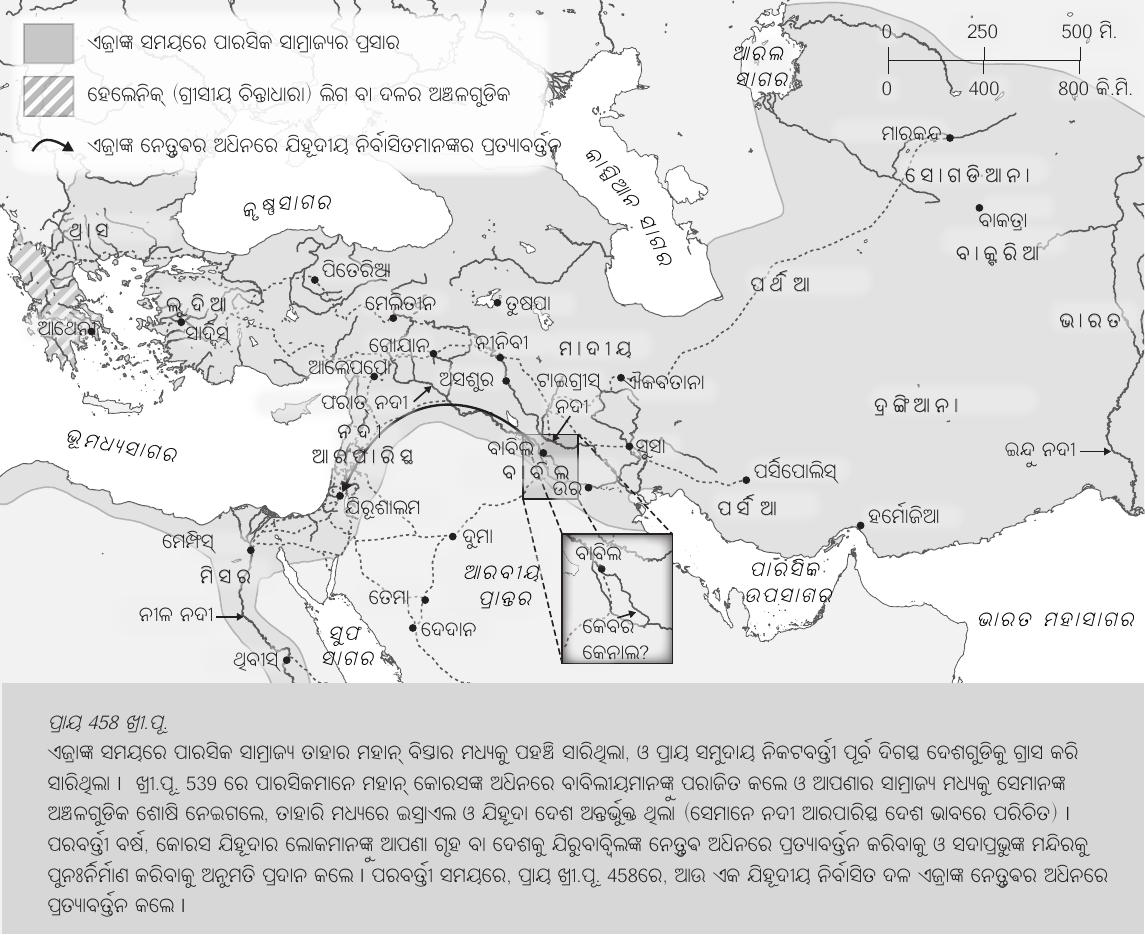 ଏଜ୍ରାଙ୍କ ସମୟରେ ପାରସିକ ସାମ୍ରାଜ୍ୟର ପ୍ରସାର
ହେଲେନିକ୍ (ଗ୍ରୀସୀୟ ଚିନ୍ତାଧାରା) ଲିଗ ବା ଦଳର ଅଞ୍ଚଳଗୁଡିକ
ଏଜ୍ରାଙ୍କ ନେତୃତ୍ଵର ଅଧିନରେ ଯିହୂଦୀୟ ନିର୍ବାସିତମାନଙ୍କର ପ୍ରତ୍ୟାବର୍ତ୍ତନ
0 250 500 ମି.
0 400 800 କି.ମି.
ଆରଲ
ସାଗର
ମାରକନ୍ଦ
ସୋଗଡିଆନା
ବାକତ୍ରା
ବାକ୍ଟ୍ରିଆ
କାସ୍ପିଆନ ସାଗର
କୃଷ୍ଣସାଗର
ଥ୍ରାସ
ପିତେରିଆ
ପର୍ଥିଆ
ଭାରତ
ଲୁଦିଆ
ମେଲିତୀନ
ତୁଷପା
ଆଥେନା
ସାର୍ଦ୍ଦିସ୍
ଗୋଯାନ
ନୀନିବୀ
ମାଦୀୟ
ଆଲେପପୋ
ଅସଶୁର
ଟାଇଗ୍ରୀସ୍
ନଦୀ
ଐକବତାନା
ଫରାତ ନଦୀ
ଦ୍ରଙ୍ଗିଆନା
ନଦୀ
ଆରପାରିସ୍ଥ
ଭୂମଧ୍ୟସାଗର
ବାବିଲ
ବାବିଲ
ସୁସା
ଉର
ପର୍ସିପୋଲିସ୍
ଇନ୍ଦୁ ନଦୀ
ପର୍ସିଆ
ଯିରୂଶାଲମ
ହର୍ମୋଜିଆ
ମେମ୍ଫିସ୍
ଦୁମା
ମିସର
ଆରବୀୟ
ପ୍ରାନ୍ତର
ବାବିଲ
ପାରସିକ
ଉପସାଗର
ତେମା
ନୀଳ ନଦୀ
ଦେଦାନ
କେବର
କେନାଲ?
ଭାରତ ମହାସାଗର
ସୁଫ
ସାଗର
ଥିବୀସ୍
ପ୍ରାୟ 458 ଖ୍ରୀ.ପୂ.
ଏଜ୍ରାଙ୍କ ସମୟରେ ପାରସିକ ସାମ୍ରାଜ୍ୟ ତାହାର ମହାନ୍ ବିସ୍ତାର ମଧ୍ୟକୁ ପହଞ୍ଚି ସାରିଥିଲା, ଓ ପ୍ରାୟ ସମୁଦାୟ ନିକଟବର୍ତ୍ତୀ ପୂର୍ବ ଦିଗସ୍ଥ ଦେଶଗୁଡିକୁ ଗ୍ରାସ କରି
ସାରିଥିଲା । ଖ୍ରୀ.ପୂ. 539 ରେ ପାରସିକମାନେ ମହାନ୍ କୋରସଙ୍କ ଅଧିନରେ ବାବିଲୀୟମାନଙ୍କୁ ପରାଜିତ କଲେ ଓ ଆପଣାର ସାମ୍ରାଜ୍ୟ ମଧ୍ୟକୁ ସେମାନଙ୍କ
ଅଞ୍ଚଳଗୁଡିକ ଶୋଷି ନେଇଗଲେ, ତାହାରି ମଧ୍ୟରେ ଇସ୍ରାଏଲ ଓ ଯିହୂଦା ଦେଶ ଅନ୍ତର୍ଭୁକ୍ତ ଥିଲା (ସେମାନେ ନଦୀ ଆରପାରିସ୍ଥ ଦେଶ ଭାବରେ ପରିଚିତ) ।
ପରବର୍ତ୍ତୀ ବର୍ଷ, କୋରସ ଯିହୂଦାର ଲୋକମାନଙ୍କୁ ଆପଣା ଗୃହ ବା ଦେଶକୁ ଯିରୁବାବ୍ବିଲଙ୍କ ନେତୃତ୍ଵ ଅଧିନରେ ପ୍ରତ୍ୟାବର୍ତ୍ତନ କରିବାକୁ ଓ ସଦାପ୍ରଭୁଙ୍କ ମନ୍ଦିରକୁ
ପୁନଃର୍ନିର୍ମାଣ କରିବାକୁ ଅନୁମତି ପ୍ରଦାନ କଲେ । ପରବର୍ତ୍ତୀ ସମୟରେ, ପ୍ରାୟ ଖ୍ରୀ.ପୂ. 458ରେ, ଆଉ ଏକ ଯିହୂଦୀୟ ନିର୍ବାସିତ ଦଳ ଏଜ୍ରାଙ୍କ ନେତୃତ୍ଵର ଅଧିନରେ
ପ୍ରତ୍ୟାବର୍ତ୍ତନ କଲେ ।